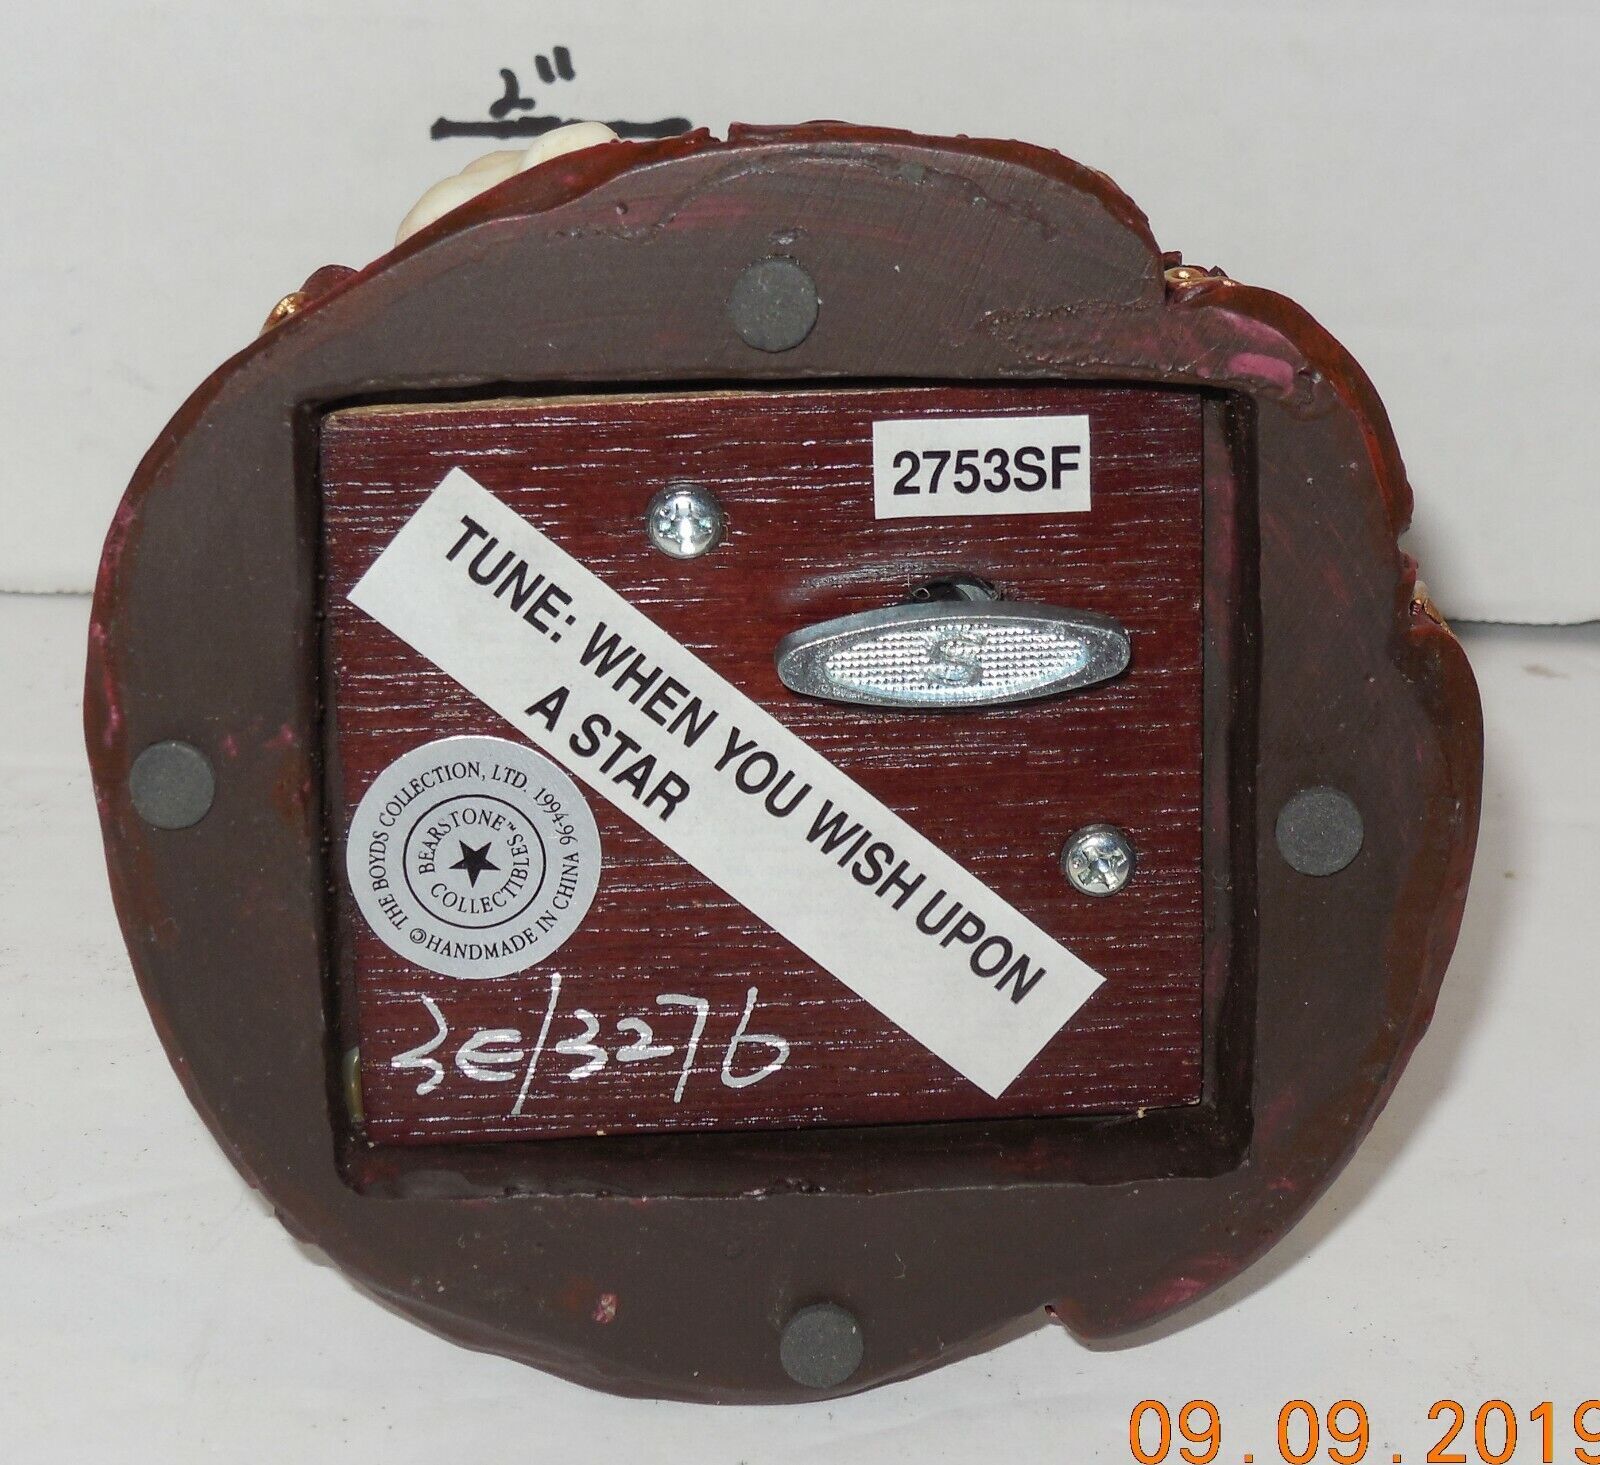 2"
2753SF
TUNE: WHEN YOU WISH UPON
A STAR
S
THE BOYDS COLLECTION, LTD. 1994-96
©HANDMADE IN CHINA
BEARSTONE™
COLLECTIBLES
3E/3276
09.09.2019